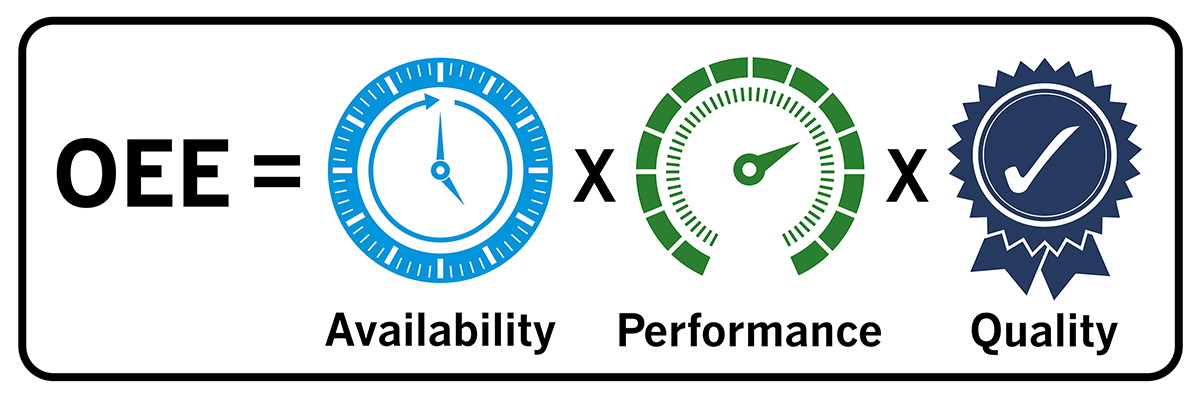 OEE = X X
Availability Performance Quality